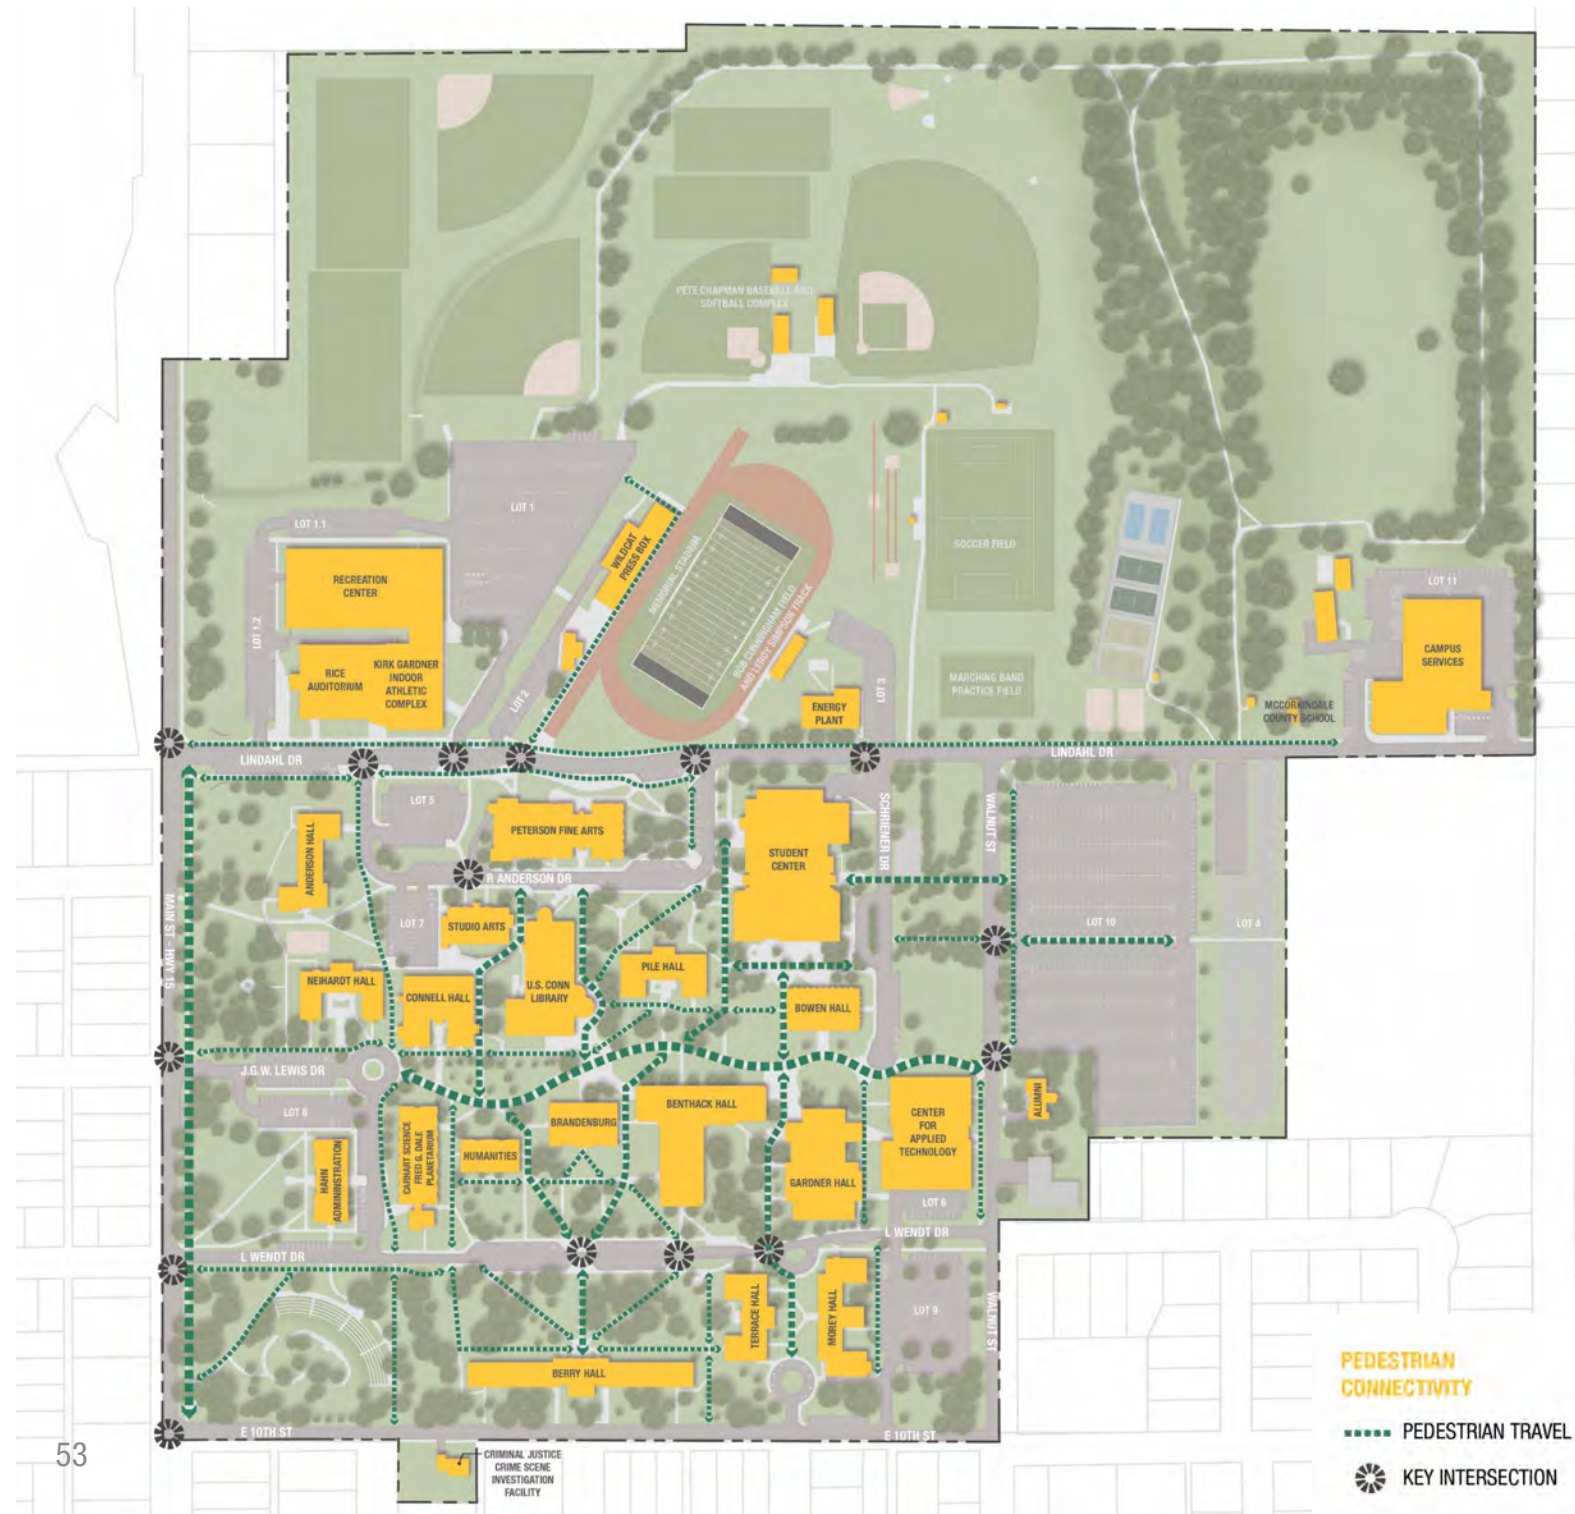 PETE CHAPMAN BASEBALL AND
SOFTBALL COMPLEX
LOT 1
LOT 1.1
WILDCAT
PRESS BOX
MEMORIAL STADIUM
SOCCER FIELD
RECREATION
CENTER
LOT 1.2
BOB CUNNINGHAM FIELD
AND LEROY SIMPSON TRACK
LOT 11
CAMPUS
SERVICES
RICE
AUDITORIUM
KIRK GARDNER
INDOOR
ATHLETIC
COMPLEX
LOT 2
LOT 3
MARCHING BAND
PRACTICE FIELD
ENERGY
PLANT
MCCORKINDALE
COUNTY SCHOOL
LINDAHL DR
LINDAHL DR
LOT 5
PETERSON FINE ARTS
ANDERSON HALL
STUDENT
CENTER
SCHRIENER DR
WALNUT ST
R ANDERSON DR
MAIN ST - HWY 15
LOT 7
STUDIO ARTS
LOT 10
LOT 4
NEIHARDT HALL
CONNELL HALL
U.S. CONN
LIBRARY
PILE HALL
BOWEN HALL
J.G.W. LEWIS DR
LOT 8
BENTHACK HALL
BRANDENBURG
CENTER
FOR
APPLIED
TECHNOLOGY
ALUMNI
HAHN
ADMININSTRATION
CARHART SCIENCE
FRED G. DALE
PLANETARIUM
HUMANITIES
GARDNER HALL
LOT 6
L WENDT DR
L WENDT DR
TERRACE HALL
MOREY HALL
LOT 9
WALNUT ST
BERRY HALL
E 10TH ST
E 10TH ST
CRIMINAL JUSTICE
CRIME SCENE
INVESTIGATION
FACILITY
53
PEDESTRIAN
CONNECTIVITY
PEDESTRIAN TRAVEL
KEY INTERSECTION